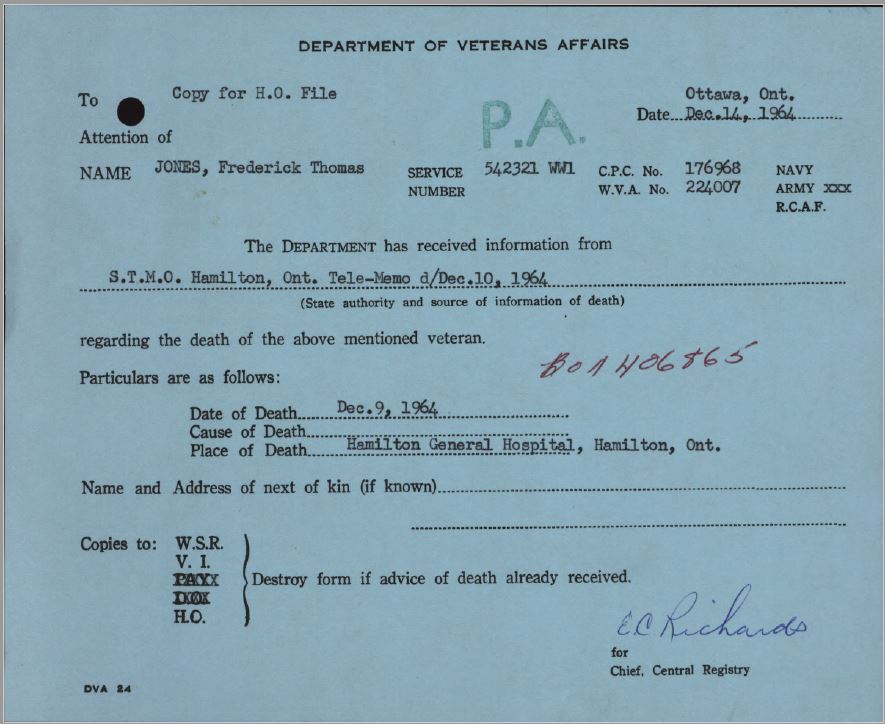 DEPARTMENT OF VETERANS AFFAIRS
To Copy for H.O. File
Ottawa, Ont.
P.A.
Date Dec.14, 1964
Attention of
NAME JONES, Frederick Thomas SERVICE NUMBER 542321 WW1 C.P.C. No. 176968 NAVY
W.V.A. No. 224007 ARMY xxx
R.C.A.F.
The DEPARTMENT has received information from
S.T.M.O. Hamilton, Ont. Tele-Memo d/Dec.10, 1964
(State authority and source of information of death)
regarding the death of the above mentioned veteran.
406865
Particulars are as follows:
Date of Death Dec.9, 1964
Cause of Death
Place of Death Hamilton General Hospital, Hamilton, Ont.
Name and Address of next of kin (if known)
Copies to: W.S.R.
V. I.
PAY
Destroy form if advice of death already received.
H.O.
E.C. Richards
for
Chief, Central Registry
DVA 24